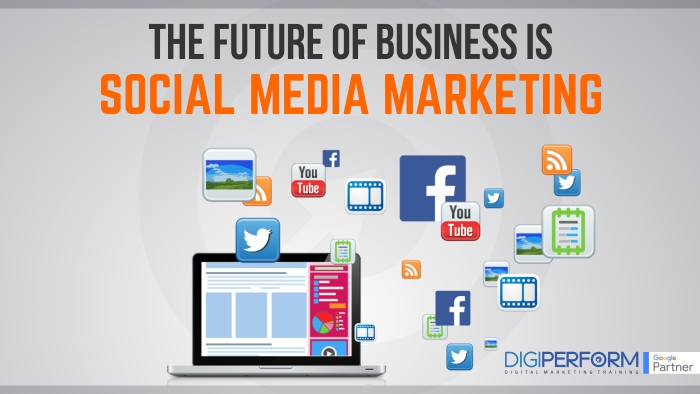 THE FUTURE OF BUSINESS IS
SOCIAL MEDIA MARKETING
You
Tube
You
Tube
DIGIPERFORM
DIGITAL MARKETING TRAINING
Google
Partner